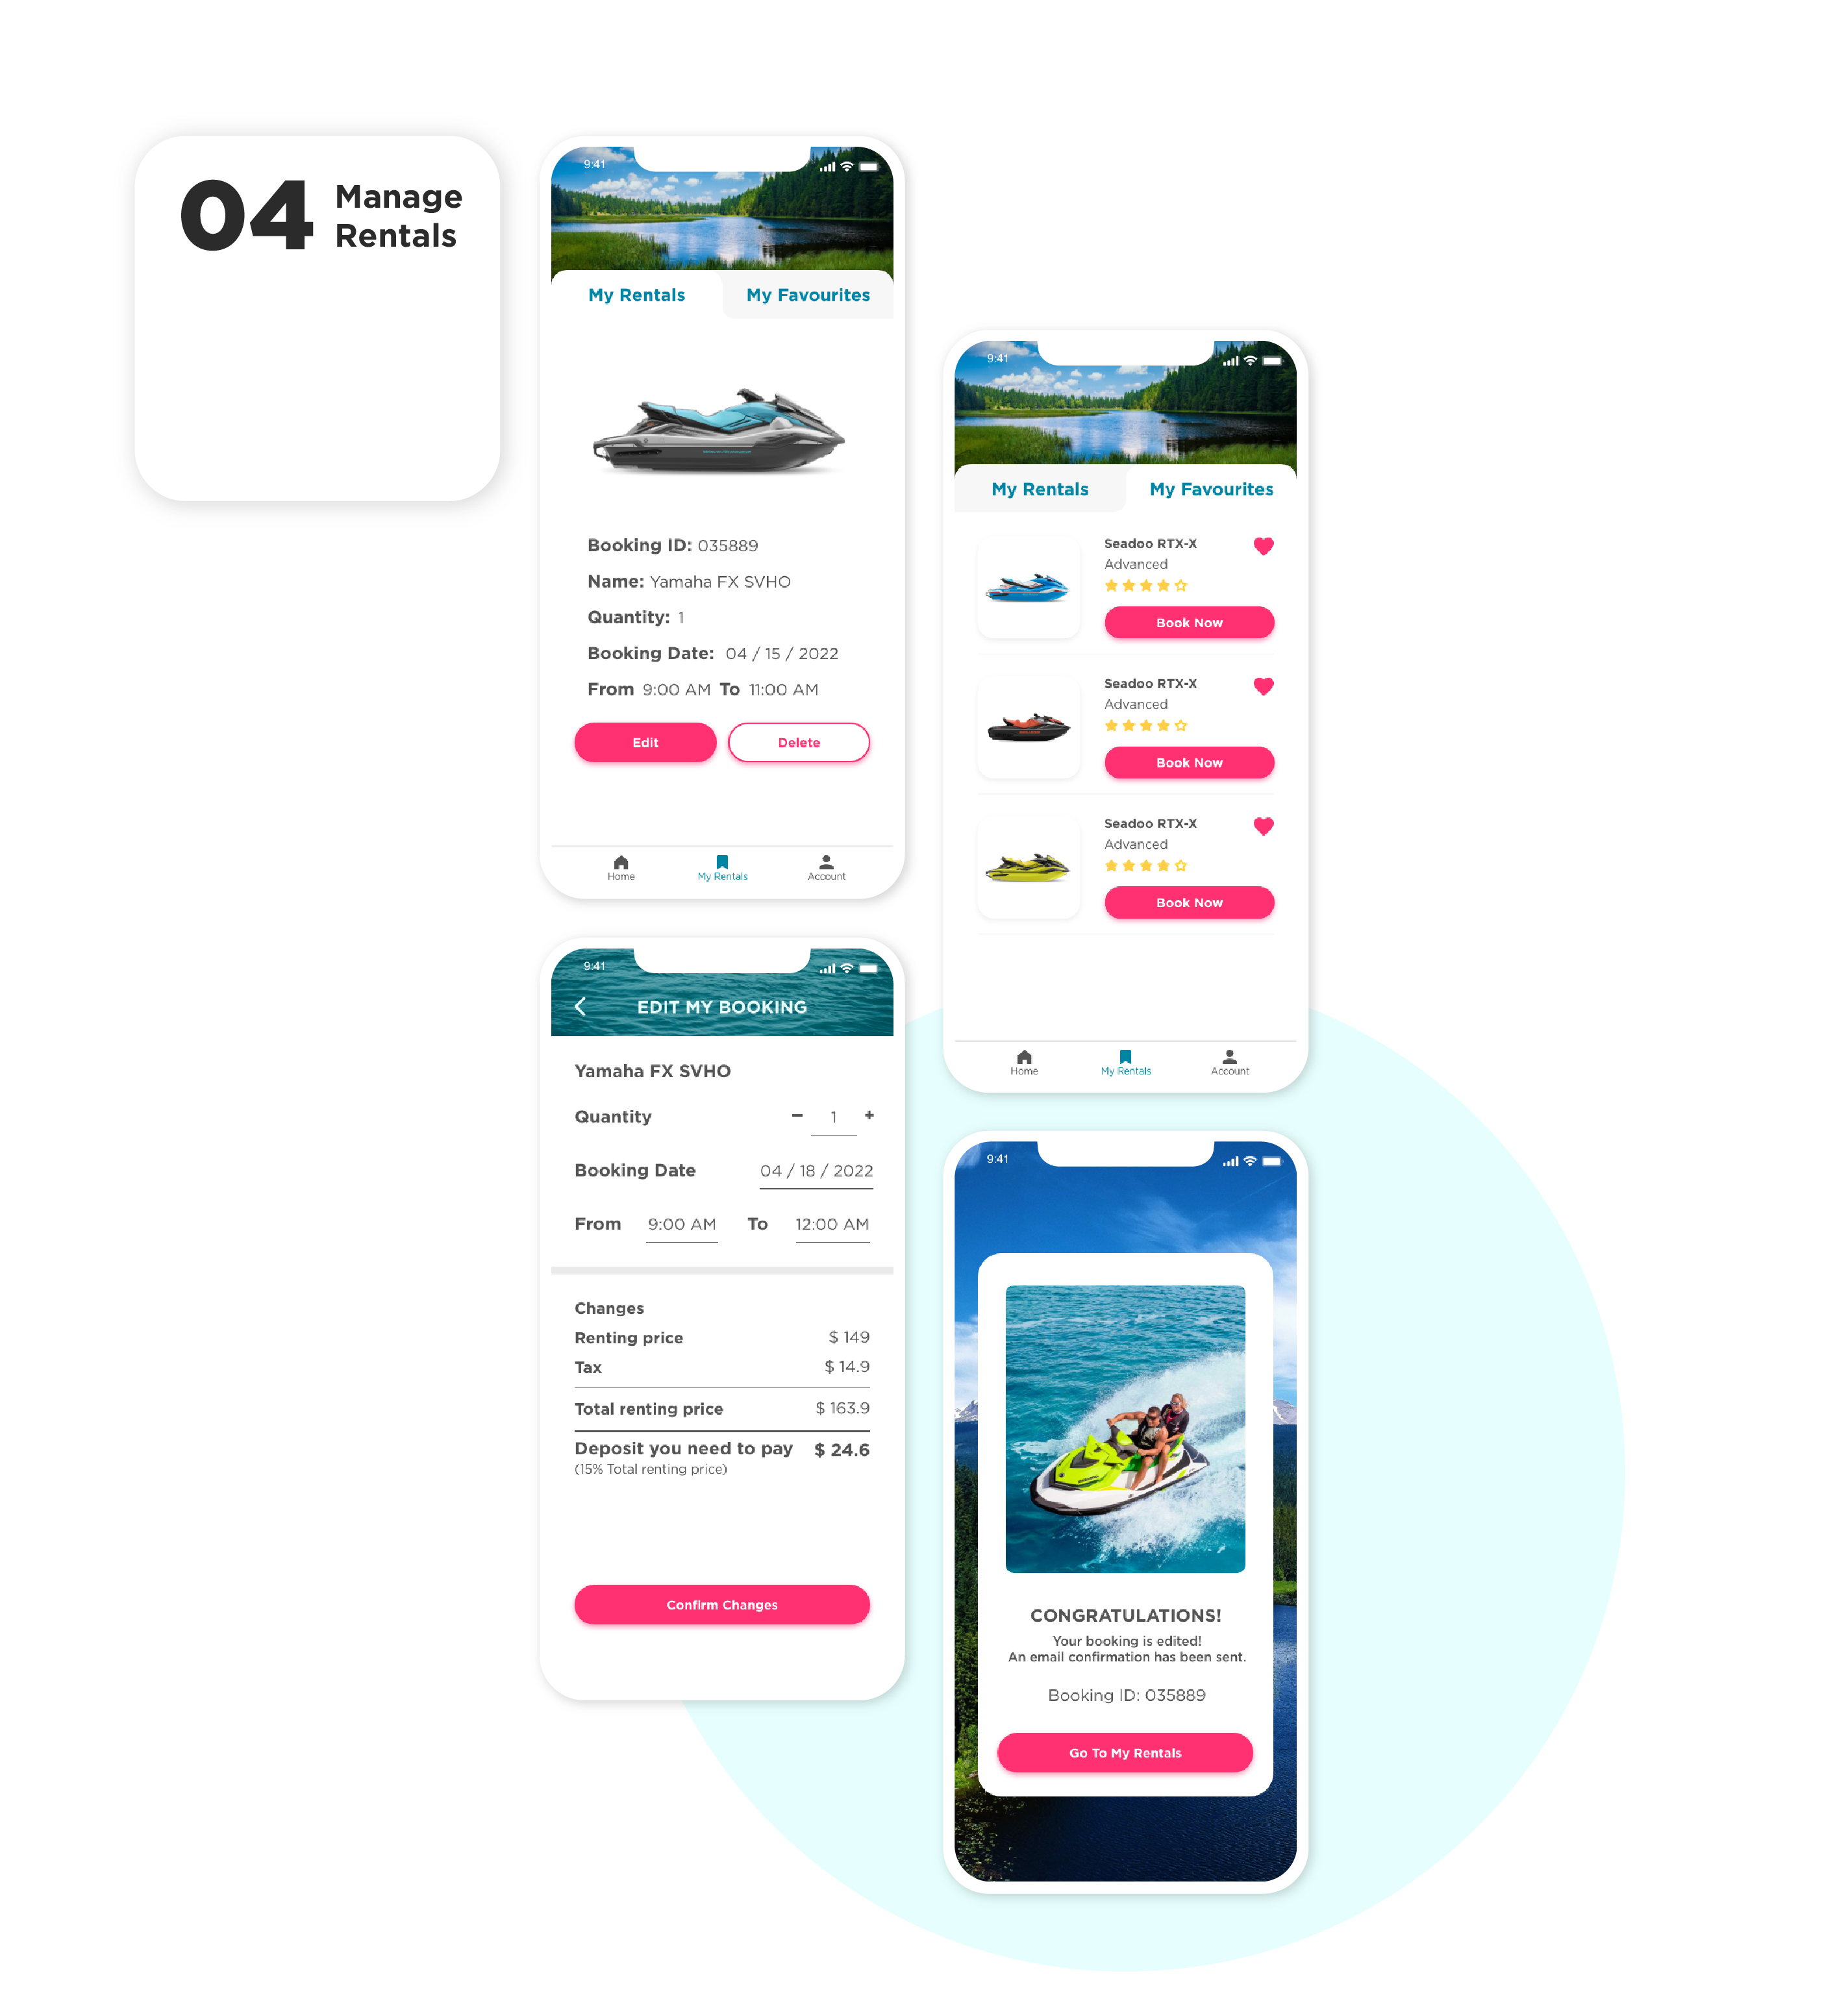 04 Manage
Rentals
9:41
My Rentals My Favourites
Booking ID: 035889
Name: Yamaha FX SVHO
Quantity: 1
Booking Date: 04 / 15 / 2022
From 9:00 AM To 11:00 AM
Edit Delete
Home My Rentals Account
9:41
My Rentals My Favourites
Seadoo RTX-X
Advanced
Book Now
Seadoo RTX-X
Advanced
Book Now
Seadoo RTX-X
Advanced
Book Now
Home My Rentals Account
9:41
EDIT MY BOOKING
Yamaha FX SVHO
Quantity − 1 +
Booking Date 04 / 18 / 2022
From 9:00 AM To 12:00 AM
Changes
Renting price $ 149
Tax $ 14.9
Total renting price $ 163.9
Deposit you need to pay $ 24.6
(15% Total renting price)
Confirm Changes
9:41
CONGRATULATIONS!
Your booking is edited!
An email confirmation has been sent.
Booking ID: 035889
Go To My Rentals